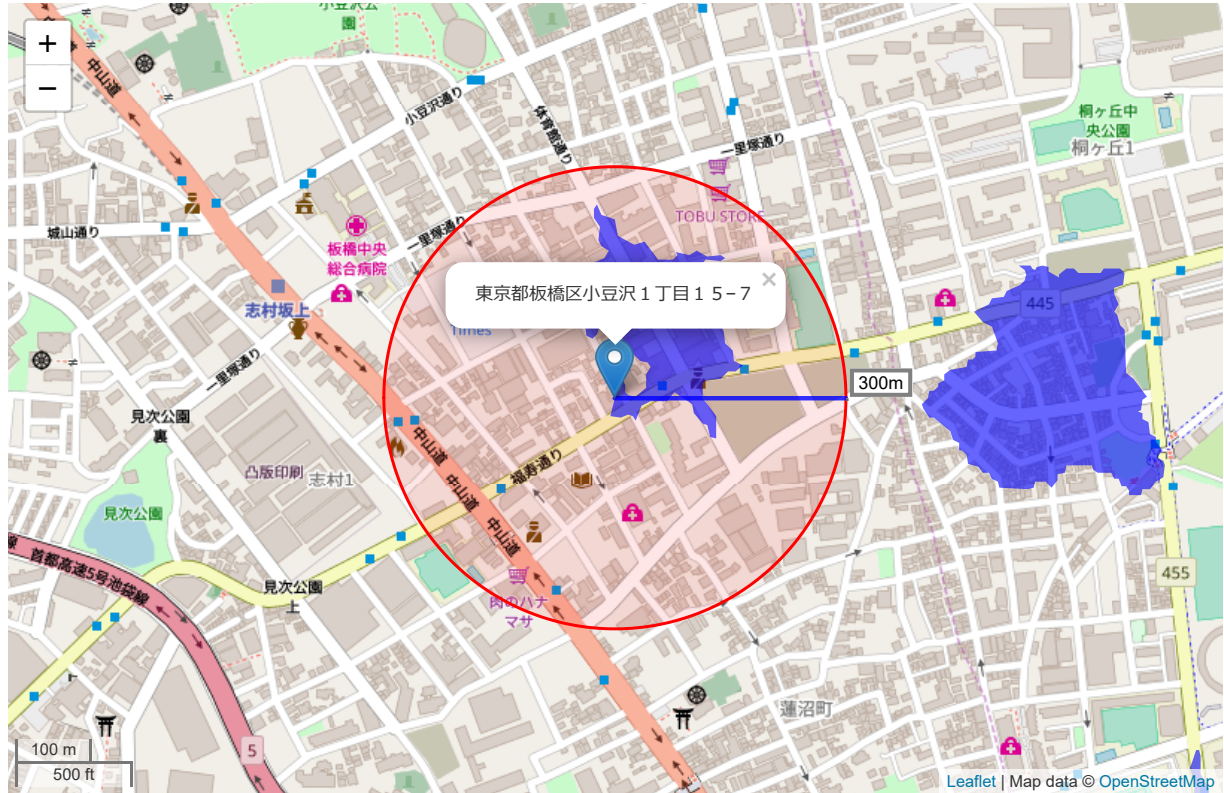 小豆沢公
園
+
−
中山道
小豆沢通り
体育館通り
一里塚通り
桐ヶ丘中
央公園
桐ヶ丘1
TOBU STORE
城山通り
板橋中央
総合病院
一里塚通り
志村坂上
東京都板橋区小豆沢1丁目15−7
×
Times
445
300m
一里塚通り
見次公園
裏
凸版印刷
志村1
中山道
中山道
中山道
福寿通り
見次公園
首都高速5号池袋線
見次公園
上
肉のハナ
マサ
455
蓮沼町
5
100 m
500 ft
Leaflet | Map data © OpenStreetMap